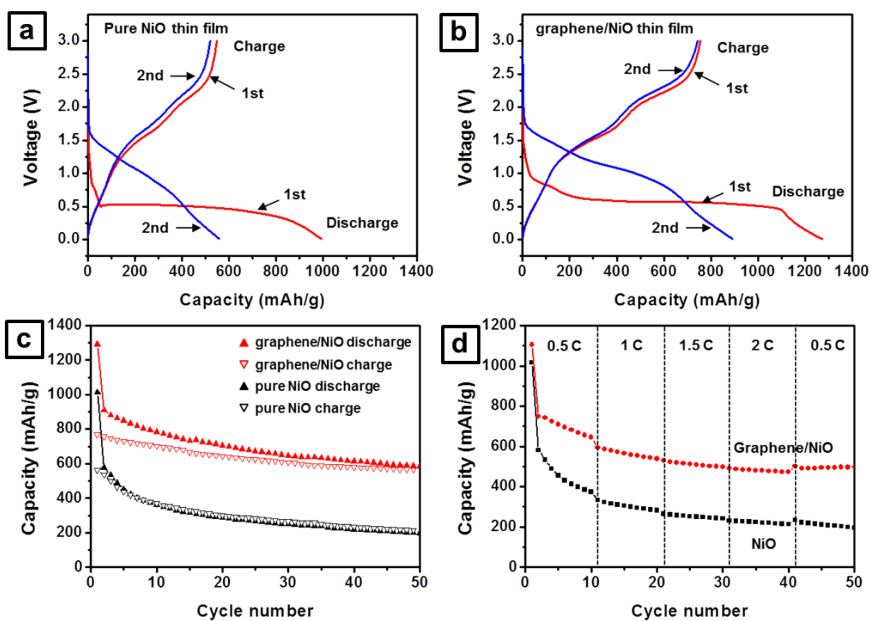 a
Pure NiO thin film
Charge
2nd
1st
1st
2nd
Discharge
Voltage (V)
3.0
2.5
2.0
1.5
1.0
0.5
0.0
0 200 400 600 800 1000 1200 1400
Capacity (mAh/g)
b
graphene/NiO thin film
Charge
2nd
1st
1st
2nd
Discharge
Voltage (V)
3.0
2.5
2.0
1.5
1.0
0.5
0.0
0 200 400 600 800 1000 1200 1400
Capacity (mAh/g)
c
graphene/NiO discharge
graphene/NiO charge
pure NiO discharge
pure NiO charge
Capacity (mAh/g)
1400
1200
1000
800
600
400
200
0
0 10 20 30 40 50
Cycle number
d
0.5 C 1 C 1.5 C 2 C 0.5 C
Graphene/NiO
NiO
Capacity (mAh/g)
1200
1000
800
600
400
200
0
0 10 20 30 40 50
Cycle number